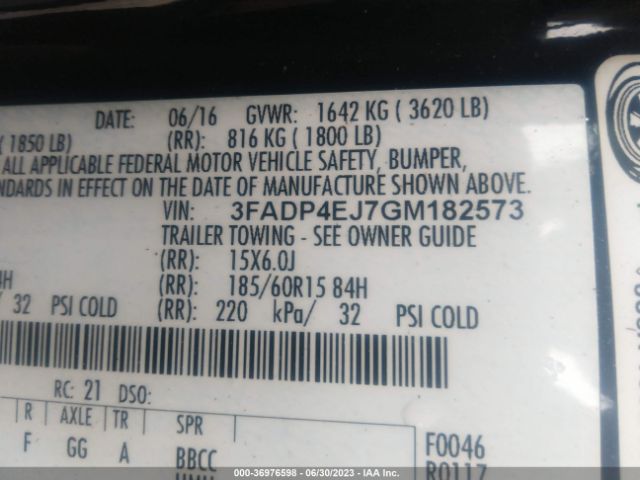 DATE: 06/16 GVWR: 1642 KG ( 3620 LB)
( 1850 LB) (RR): 816 KG ( 1800 LB)
ALL APPLICABLE FEDERAL MOTOR VEHICLE SAFETY, BUMPER,
IN EFFECT ON THE DATE OF MANUFACTURE SHOWN ABOVE.
VIN: 3FADP4EJ7GM182573
TRAILER TOWING - SEE OWNER GUIDE
(RR): 15X6.0J
(RR): 185/60R15 84H
/ 32 PSI COLD (RR): 220 kPa/ 32 PSI COLD
RC: 21 DSO:
R AXLE TR SPR
F GG A BBCC F0046
R0117
000-36976598 - 06/30/2023 - IAA Inc.